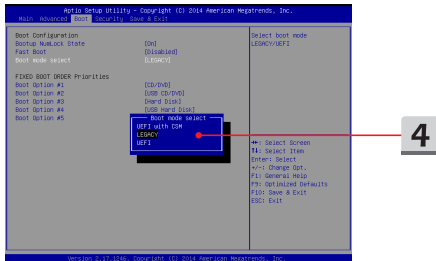 Aptio Setup Utility - Copyright (C) 2014 American Megatrends, Inc.
Main Advanced Boot Security Save & Exit
Boot Configuration
Bootup NumLock State [On]
Fast Boot [Disabled]
Boot mode select [LEGACY]
FIXED BOOT ORDER Priorities
Boot Option #1 [CD/DVD]
Boot Option #2 [USB CD/DVD]
Boot Option #3 [Hard Disk]
Boot Option #4 [USB Hard Disk]
Boot Option #5
Boot mode select
UEFI with CSM
LEGACY
UEFI
Select boot mode
LEGACY/UEFI
→←: Select Screen
↑↓: Select Item
Enter: Select
+/-: Change Opt.
F1: General Help
F9: Optimized Defaults
F10: Save & Exit
ESC: Exit
4
Version 2.17.1246. Copyright (C) 2014 American Megatrends, Inc.